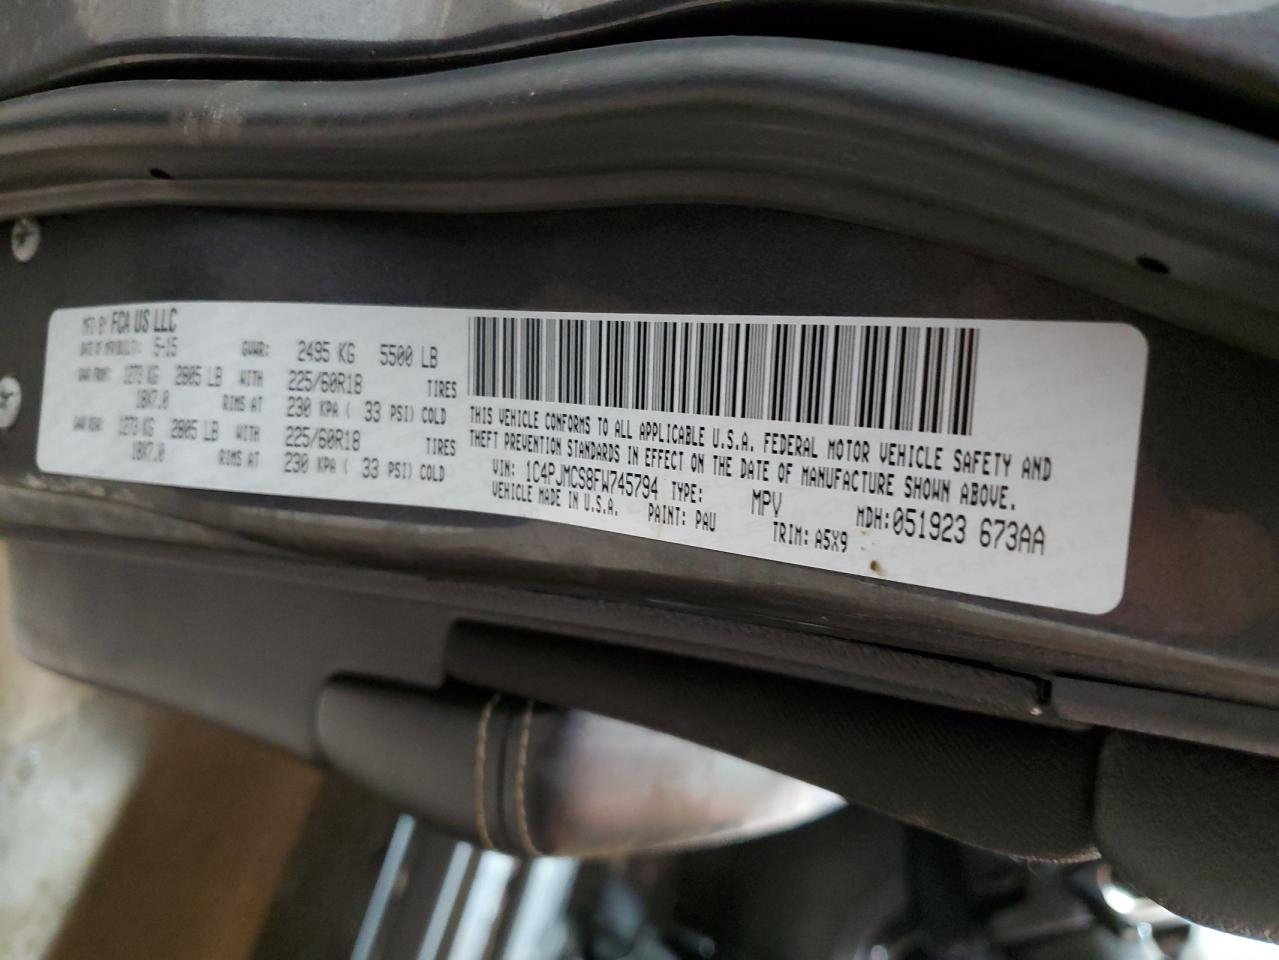 MFD BY FCA US LLC
DATE OF MFR/BUILT: 5-15 GVWR: 2495 KG 5500 LB
GAWR FRONT: 1273 KG 2805 LB WITH 225/60R18 TIRES
18X7.0 RIMS AT 230 KPA ( 33 PSI) COLD
GAWR REAR: 1273 KG 2805 LB WITH 225/60R18 TIRES
18X7.0 RIMS AT 230 KPA ( 33 PSI) COLD
THIS VEHICLE CONFORMS TO ALL APPLICABLE U.S.A. FEDERAL MOTOR VEHICLE SAFETY AND
THEFT PREVENTION STANDARDS IN EFFECT ON THE DATE OF MANUFACTURE SHOWN ABOVE.
VIN: 1C4PJMCS8FW745794 TYPE: MPV MDH:051923 673AA
VEHICLE MADE IN U.S.A. PAINT: PAU TRIM: A5X9